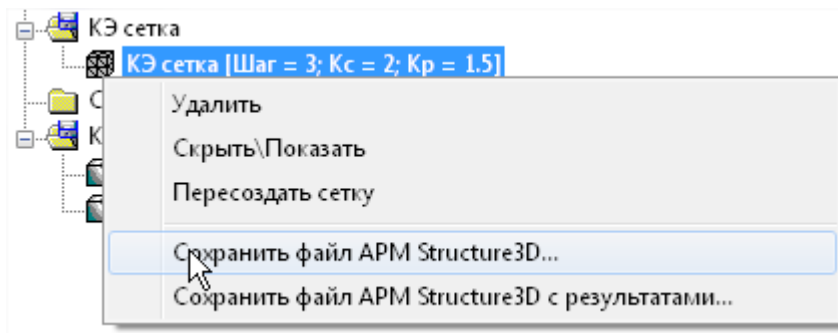 КЭ сетка
КЭ сетка [Шаг = 3; Кс = 2; Кр = 1.5]
С
Удалить
К
Скрыть\Показать
Пересоздать сетку
Сохранить файл APM Structure3D...
Сохранить файл APM Structure3D с результатами...